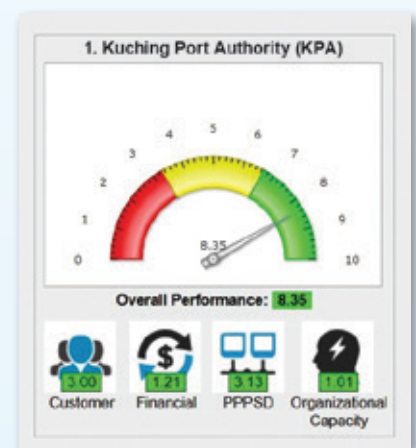 1. Kuching Port Authority (KPA)
0 1 2 3 4 5 6 7 8 9 10
8.35
Overall Performance: 8.35
3.00 1.21 3.13 1.01
Customer Financial PPPSD Organizational
Capacity